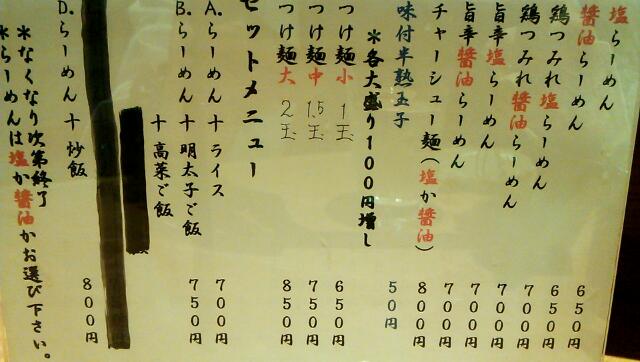 塩らーめん 650円
醤油らーめん 650円
鶏つみれ塩らーめん 700円
鶏つみれ醤油らーめん 700円
旨辛塩らーめん 700円
旨辛醤油らーめん 700円
チャーシュー麺(塩か醤油) 800円
味付半熟玉子 50円
*各大盛り100円増し
つけ麺小 1玉 650円
つけ麺中 1.5玉 750円
つけ麺大 2玉 850円
セットメニュー
A.らーめん+ライス 700円
B.らーめん+明太子ご飯 750円
+高菜ご飯
D.らーめん+炒飯 800円
*なくなり次第終了
*らーめんは塩か醤油かお選び下さい。